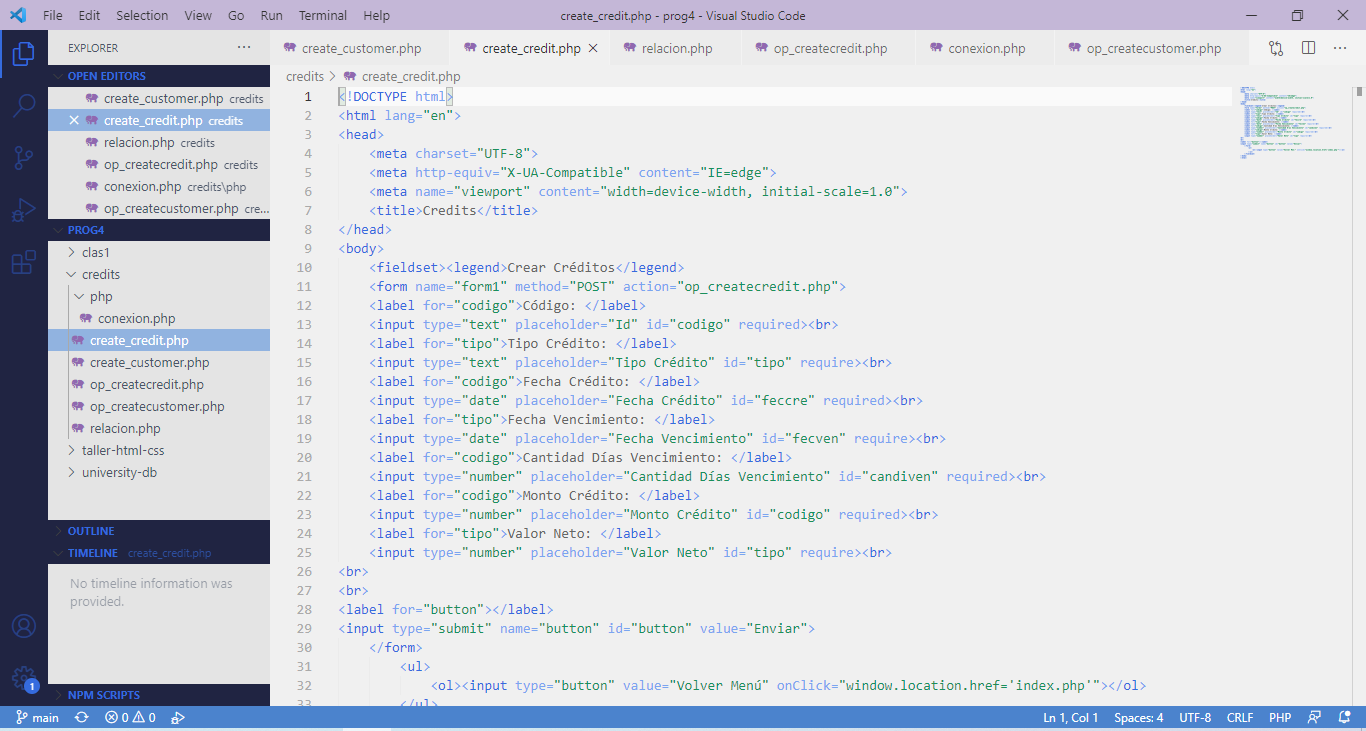 File Edit Selection View Go Run Terminal Help create_credit.php - prog4 - Visual Studio Code
EXPLORER
OPEN EDITORS
create_customer.php credits
create_credit.php credits
relacion.php credits
op_createcredit.php credits
conexion.php credits\php
op_createcustomer.php cre...
PROG4
clas1
credits
php
conexion.php
create_credit.php
create_customer.php
op_createcredit.php
op_createcustomer.php
relacion.php
taller-html-css
university-db
OUTLINE
TIMELINE create_credit.php
No timeline information was
provided.
NPM SCRIPTS
create_customer.php create_credit.php relacion.php op_createcredit.php conexion.php op_createcustomer.php
credits > create_credit.php
1 <!DOCTYPE html>
2 <html lang="en">
3 <head>
4 <meta charset="UTF-8">
5 <meta http-equiv="X-UA-Compatible" content="IE=edge">
6 <meta name="viewport" content="width=device-width, initial-scale=1.0">
7 <title>Credits</title>
8 </head>
9 <body>
10 <fieldset><legend>Crear Créditos</legend>
11 <form name="form1" method="POST" action="op_createcredit.php">
12 <label for="codigo">Código: </label>
13 <input type="text" placeholder="Id" id="codigo" required><br>
14 <label for="tipo">Tipo Crédito: </label>
15 <input type="text" placeholder="Tipo Crédito" id="tipo" require><br>
16 <label for="codigo">Fecha Crédito: </label>
17 <input type="date" placeholder="Fecha Crédito" id="feccre" required><br>
18 <label for="tipo">Fecha Vencimiento: </label>
19 <input type="date" placeholder="Fecha Vencimiento" id="fecven" require><br>
20 <label for="codigo">Cantidad Días Vencimiento: </label>
21 <input type="number" placeholder="Cantidad Días Vencimiento" id="candiven" required><br>
22 <label for="codigo">Monto Crédito: </label>
23 <input type="number" placeholder="Monto Crédito" id="codigo" required><br>
24 <label for="tipo">Valor Neto: </label>
25 <input type="number" placeholder="Valor Neto" id="tipo" require><br>
26 <br>
27 <br>
28 <label for="button"></label>
29 <input type="submit" name="button" id="button" value="Enviar">
30 </form>
31 <ul>
32 <ol><input type="button" value="Volver Menú" onClick="window.location.href='index.php'"></ol>
33 </ul>
1
main 0 0 Ln 1, Col 1 Spaces: 4 UTF-8 CRLF PHP